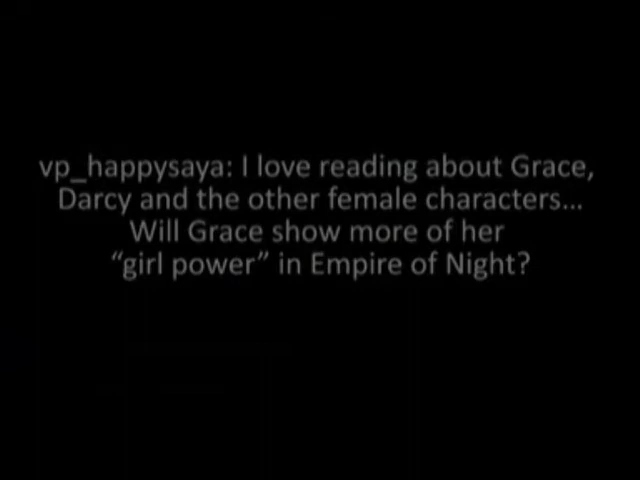 vp_happysaya: I love reading about Grace,
Darcy and the other female characters...
Will Grace show more of her
“girl power” in Empire of Night?